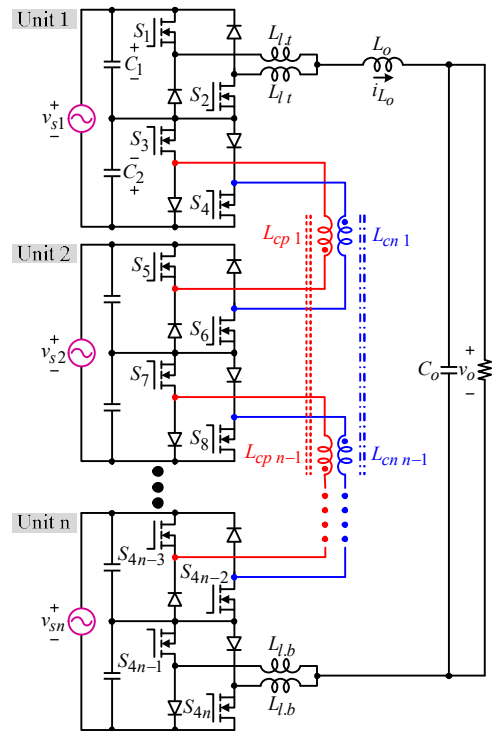 Unit 1
S1
Ll.t
Lo
+
C1
−
S2
Ll t
iLo
+
vs1
−
S3
−
C2
+
S4
Lcp 1
Lcn 1
Unit 2
S5
S6
+
vs2
−
S7
Co
+
vo
−
S8
Lcp n−1
Lcn n−1
Unit n
S4n−3
S4n−2
+
vsn
−
S4n−1
Ll.b
S4n
Ll.b